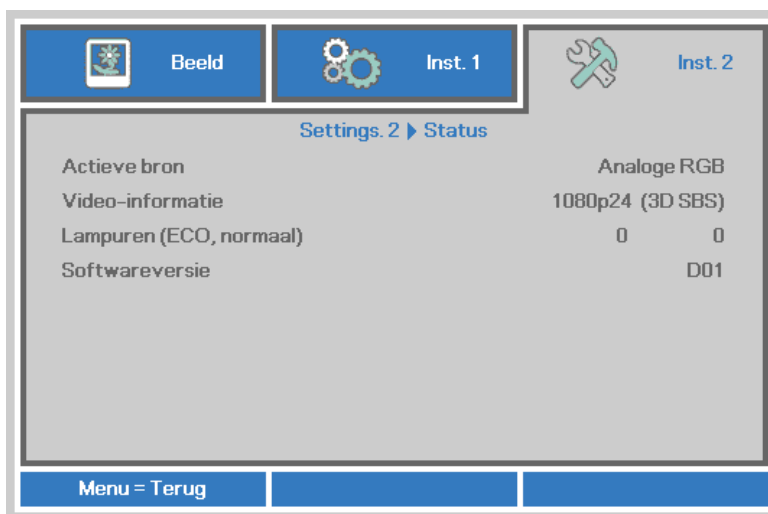 Beeld
Inst. 1
Inst. 2
Settings. 2 ▶ Status
Actieve bron Analoge RGB
Video-informatie 1080p24 (3D SBS)
Lampuren (ECO, normaal) 0 0
Softwareversie D01
Menu = Terug